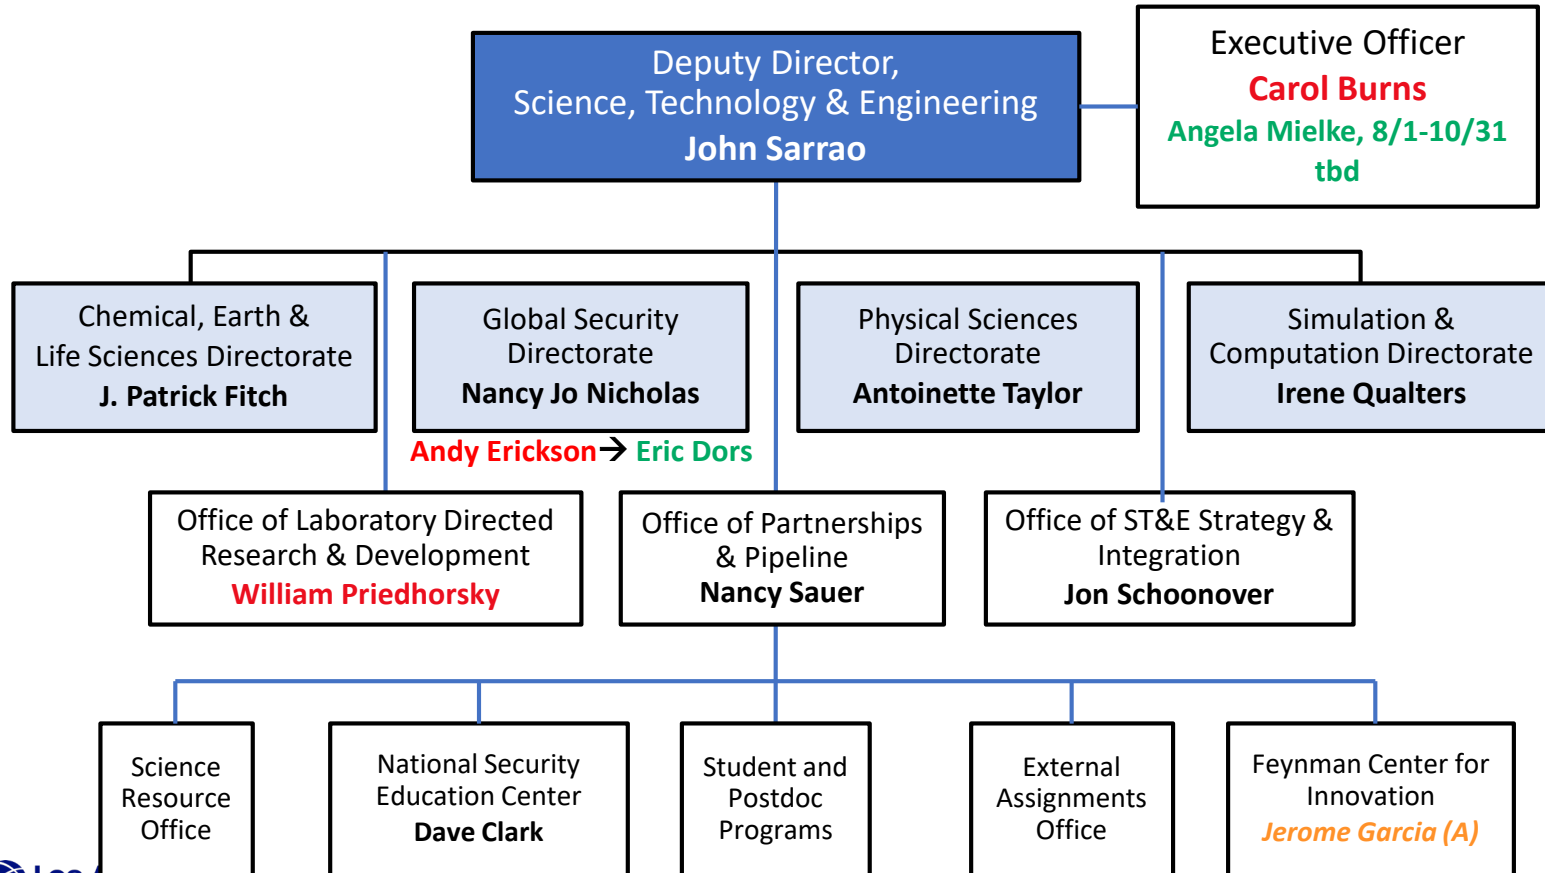 Deputy Director,
Science, Technology & Engineering
John Sarrao
Executive Officer
Carol Burns
Angela Mielke, 8/1-10/31
tbd
Chemical, Earth &
Life Sciences Directorate
J. Patrick Fitch
Global Security
Directorate
Nancy Jo Nicholas
Physical Sciences
Directorate
Antoinette Taylor
Simulation &
Computation Directorate
Irene Qualters
Andy Erickson→ Eric Dors
Office of Laboratory Directed
Research & Development
William Priedhorsky
Office of Partnerships
& Pipeline
Nancy Sauer
Office of ST&E Strategy &
Integration
Jon Schoonover
Science
Resource
Office
National Security
Education Center
Dave Clark
Student and
Postdoc
Programs
External
Assignments
Office
Feynman Center for
Innovation
Jerome Garcia (A)